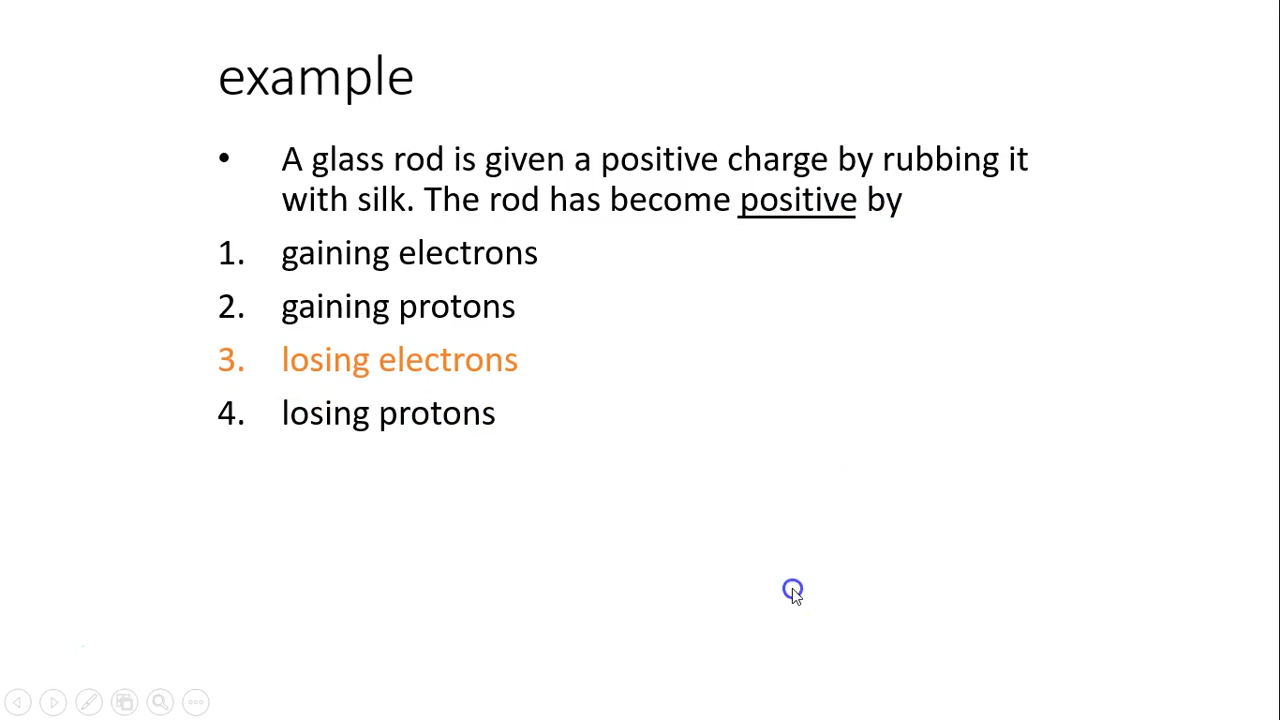 example
• A glass rod is given a positive charge by rubbing it
with silk. The rod has become positive by
1. gaining electrons
2. gaining protons
3. losing electrons
4. losing protons